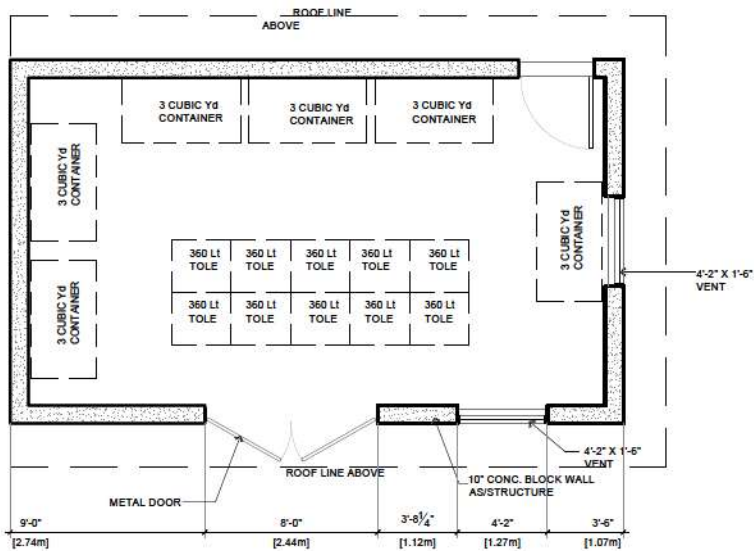 ROOF LINE
ABOVE
3 CUBIC Yd
CONTAINER
3 CUBIC Yd
CONTAINER
3 CUBIC Yd
CONTAINER
3 CUBIC Yd
CONTAINER
3 CUBIC Yd
CONTAINER
3 CUBIC Yd
CONTAINER
360 Lt
TOLE
360 Lt
TOLE
360 Lt
TOLE
360 Lt
TOLE
360 Lt
TOLE
360 Lt
TOLE
360 Lt
TOLE
360 Lt
TOLE
360 Lt
TOLE
360 Lt
TOLE
4'-2" X 1'-6"
VENT
4'-2" X 1'-6"
VENT
ROOF LINE ABOVE
10" CONC. BLOCK WALL
AS/STRUCTURE
METAL DOOR
9'-0"
8'-0"
3'-8¼"
4'-2"
3'-6"
[2.74m]
[2.44m]
[1.12m]
[1.27m]
[1.07m]